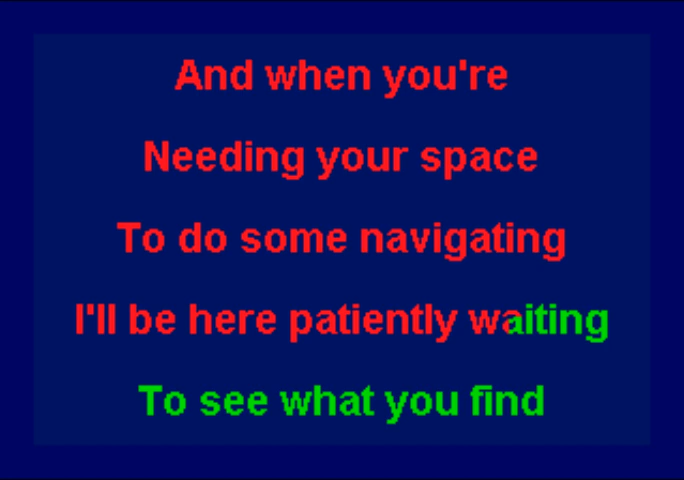 And when you're
Needing your space
To do some navigating
I'll be here patiently waiting
To see what you find